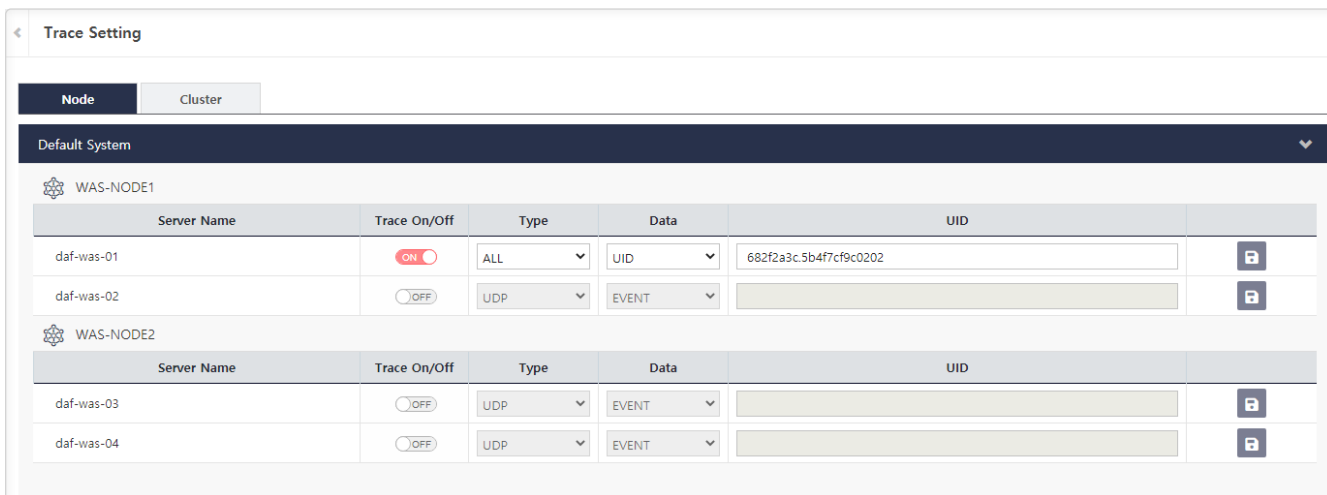 Trace Setting
Node Cluster
Default System
WAS-NODE1
Server Name Trace On/Off Type Data UID
daf-was-01 ON ALL UID 682f2a3c.5b4f7cf9c0202
daf-was-02 OFF UDP EVENT
WAS-NODE2
Server Name Trace On/Off Type Data UID
daf-was-03 OFF UDP EVENT
daf-was-04 OFF UDP EVENT